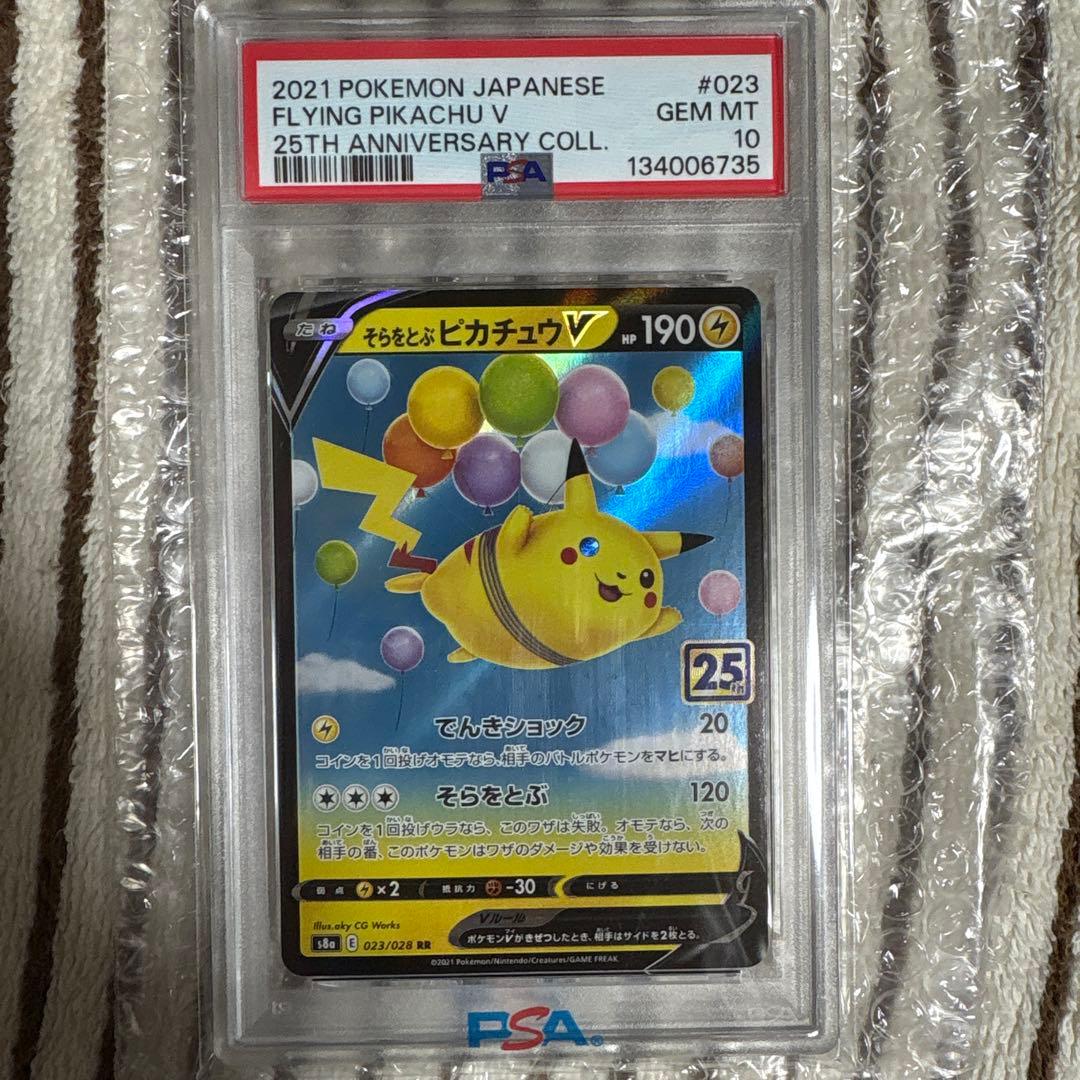 2021 POKEMON JAPANESE #023
FLYING PIKACHU V GEM MT
25TH ANNIVERSARY COLL. 10
PSA 134006735
たね そらをとぶピカチュウV HP 190
25th
でんきショック 20
コインを1回投げオモテなら、相手のバトルポケモンをマヒにする。
そらをとぶ 120
コインを1回投げウラなら、このワザは失敗。オモテなら、次の
相手の番、このポケモンはワザのダメージや効果を受けない。
弱点 ×2 抵抗力 -30 にげる
Illus.aky CG Works
Vルール
ポケモンVがきぜつしたとき、相手はサイドを2枚とる。
s8a E 023/028 RR
©2021 Pokémon/Nintendo/Creatures/GAME FREAK
PSA®